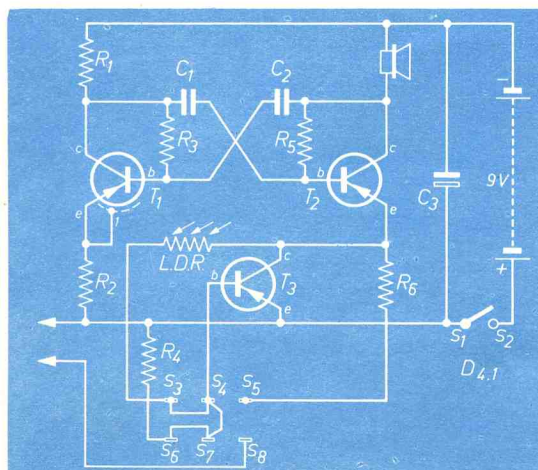 R1
C1
C2
R3
R5
−
c
c
b
b
T1
T2
C3
9V
e
1
e
L.D.R.
c
b
T3
R2
R6
+
e
S1
S2
R4
D4.1
S3
S4
S5
S6
S7
S8